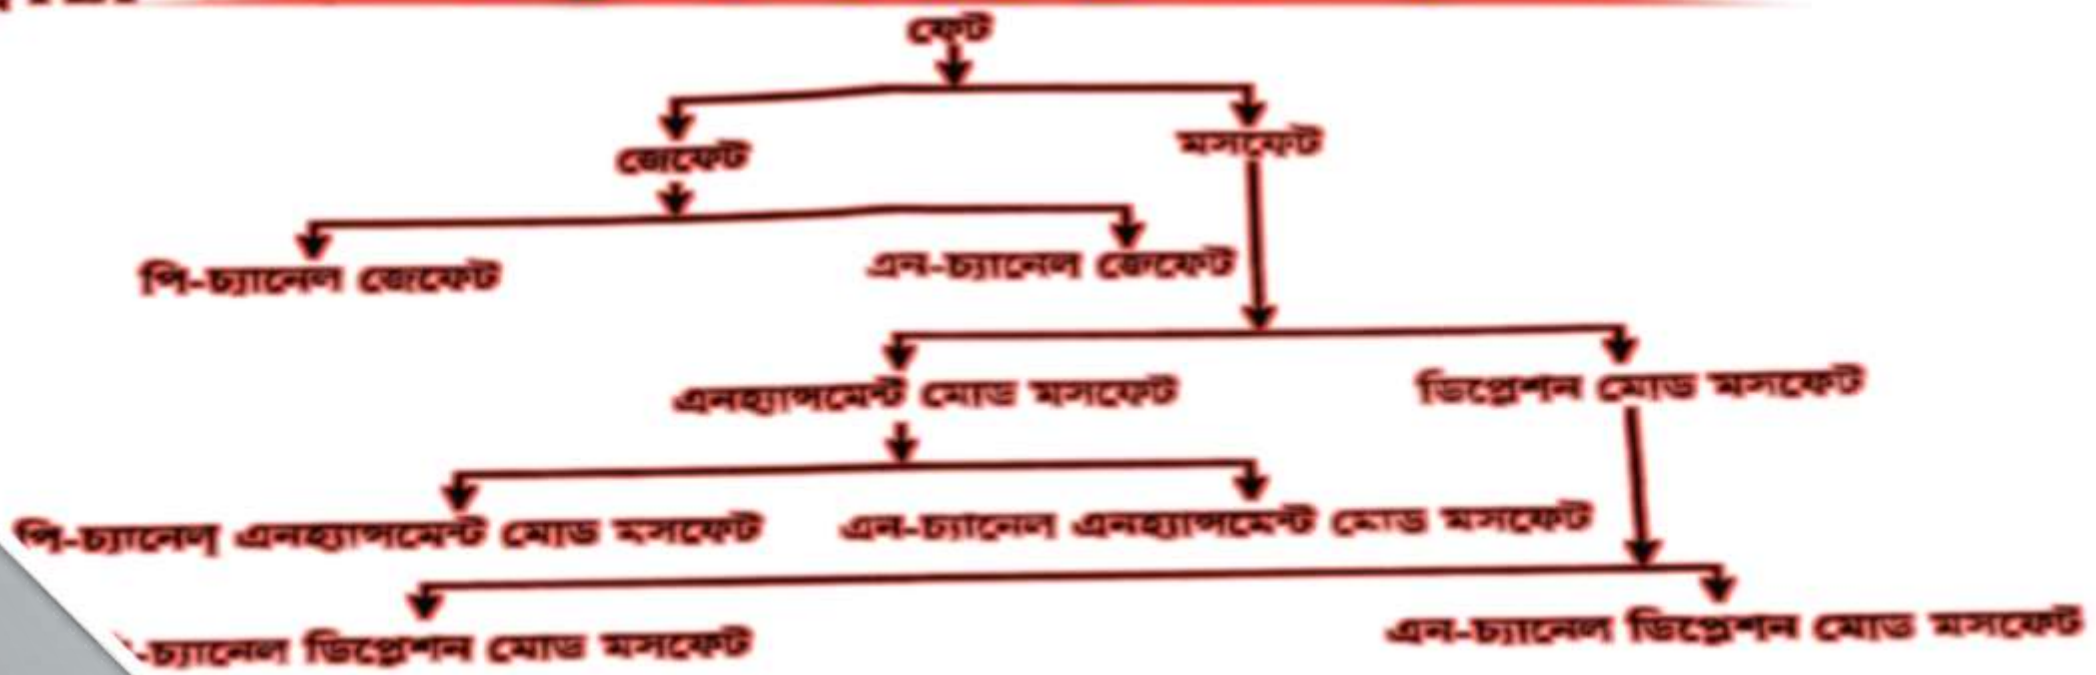 ফেট
জেফেট
মসফেট
পি-চ্যানেল জেফেট
এন-চ্যানেল জেফেট
এনহ্যান্সমেন্ট মোড মসফেট
ডিপ্লেশন মোড মসফেট
পি-চ্যানেল এনহ্যান্সমেন্ট মোড মসফেট
এন-চ্যানেল এনহ্যান্সমেন্ট মোড মসফেট
-চ্যানেল ডিপ্লেশন মোড মসফেট
এন-চ্যানেল ডিপ্লেশন মোড মসফেট